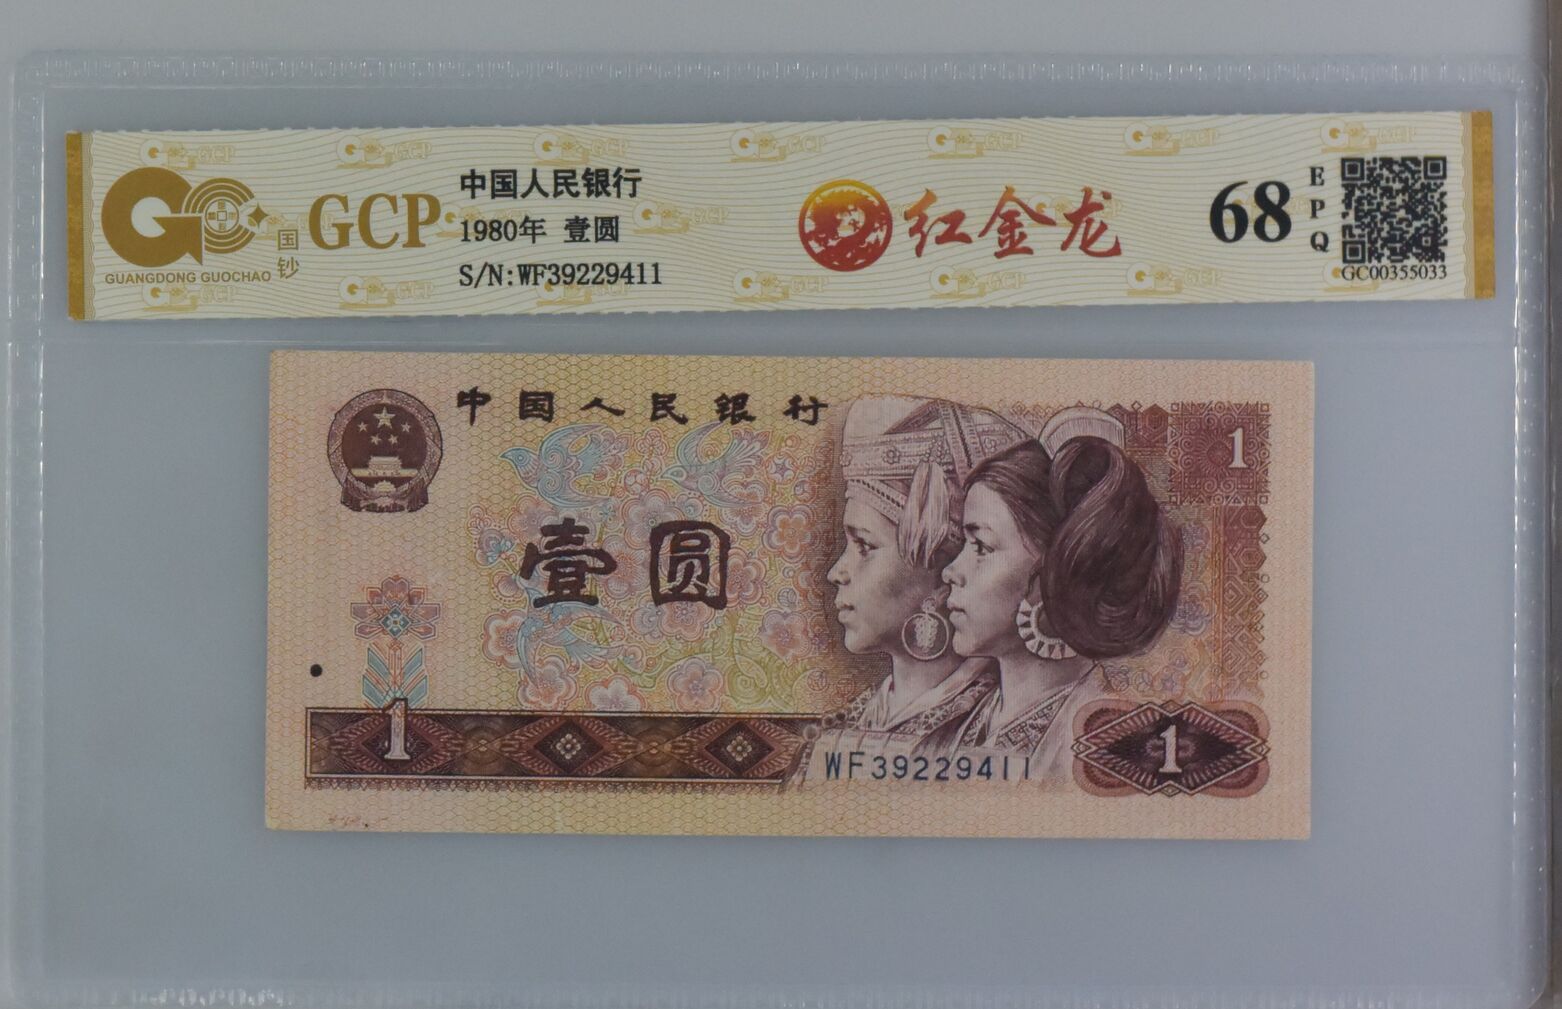 GCP
国钞
GUANGDONG GUOCHAO
中国人民银行
1980年 壹圆
S/N:WF39229411
红金龙
68
EPQ
GC00355033
中国人民银行
1
壹圆
1
WF39229411
1